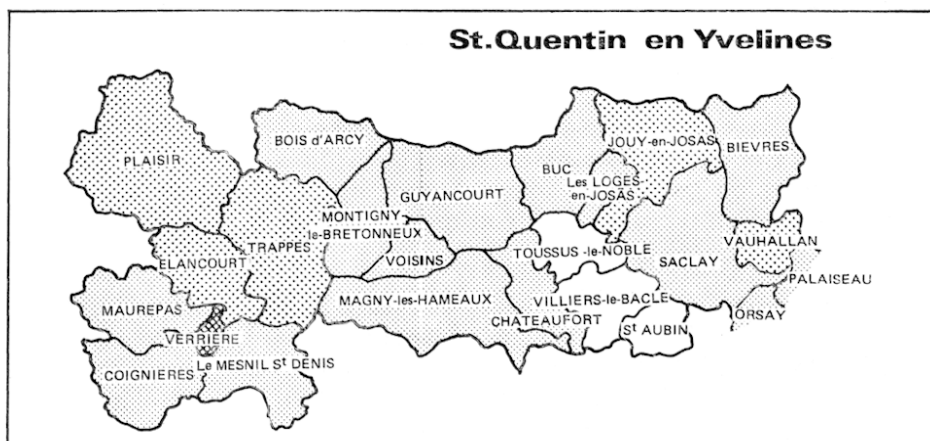 St.Quentin en Yvelines
PLAISIR
BOIS d'ARCY
BUC
JOUY-en-JOSAS
BIEVRES
Les LOGES
en-JOSÄS
GUYANCOURT
MONTIGNY
le-BRETONNEUX
TRAPPES
ELANCOURT
VOISINS
TOUSSUS-le-NOBLE
SACLAY
VAUHALLAN
PALAISEAU
MAUREPAS
MAGNY-les-HAMEAUX
VILLIERS-le-BACLE
CHATEAUFORT
ORSAY
St AUBIN
VERRIERE
Le MESNIL St DENIS
COIGNIERES